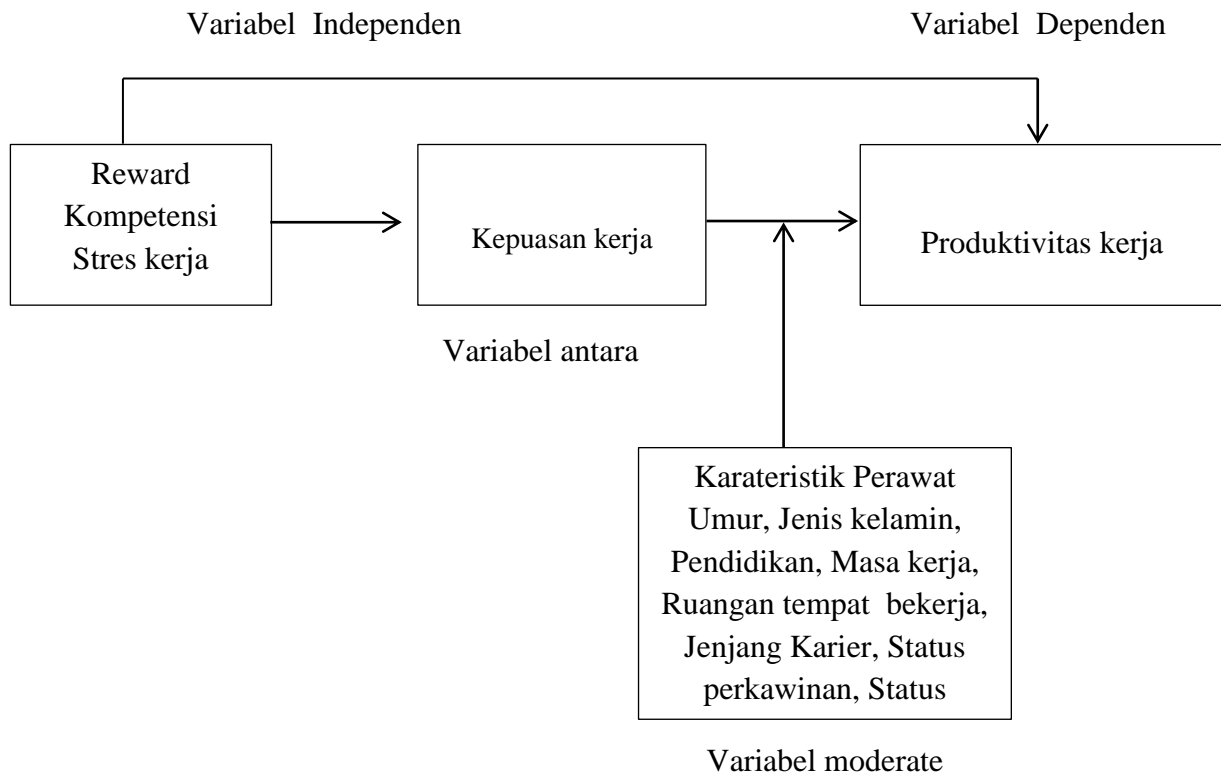 Variabel Independen
Variabel Dependen
Reward
Kompetensi
Stres kerja
Kepuasan kerja
Produktivitas kerja
Variabel antara
Karateristik Perawat
Umur, Jenis kelamin,
Pendidikan, Masa kerja,
Ruangan tempat bekerja,
Jenjang Karier, Status
perkawinan, Status
Variabel moderate